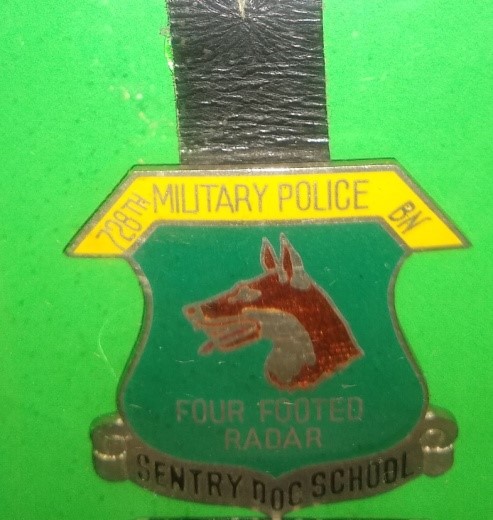 728TH MILITARY POLICE BN
FOUR FOOTED
RADAR
SENTRY DOG SCHOOL